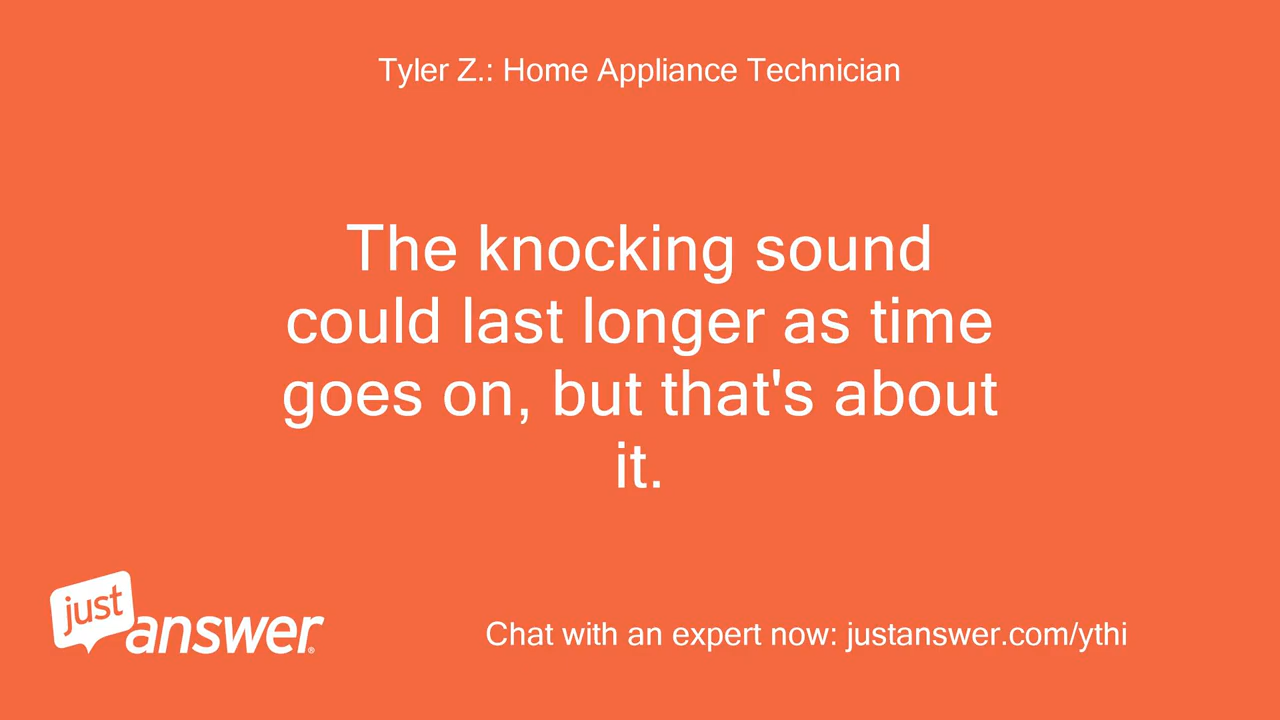 Tyler Z.: Home Appliance Technician
The knocking sound
could last longer as time
goes on, but that's about
it.
just
answer®
Chat with an expert now: justanswer.com/ythi